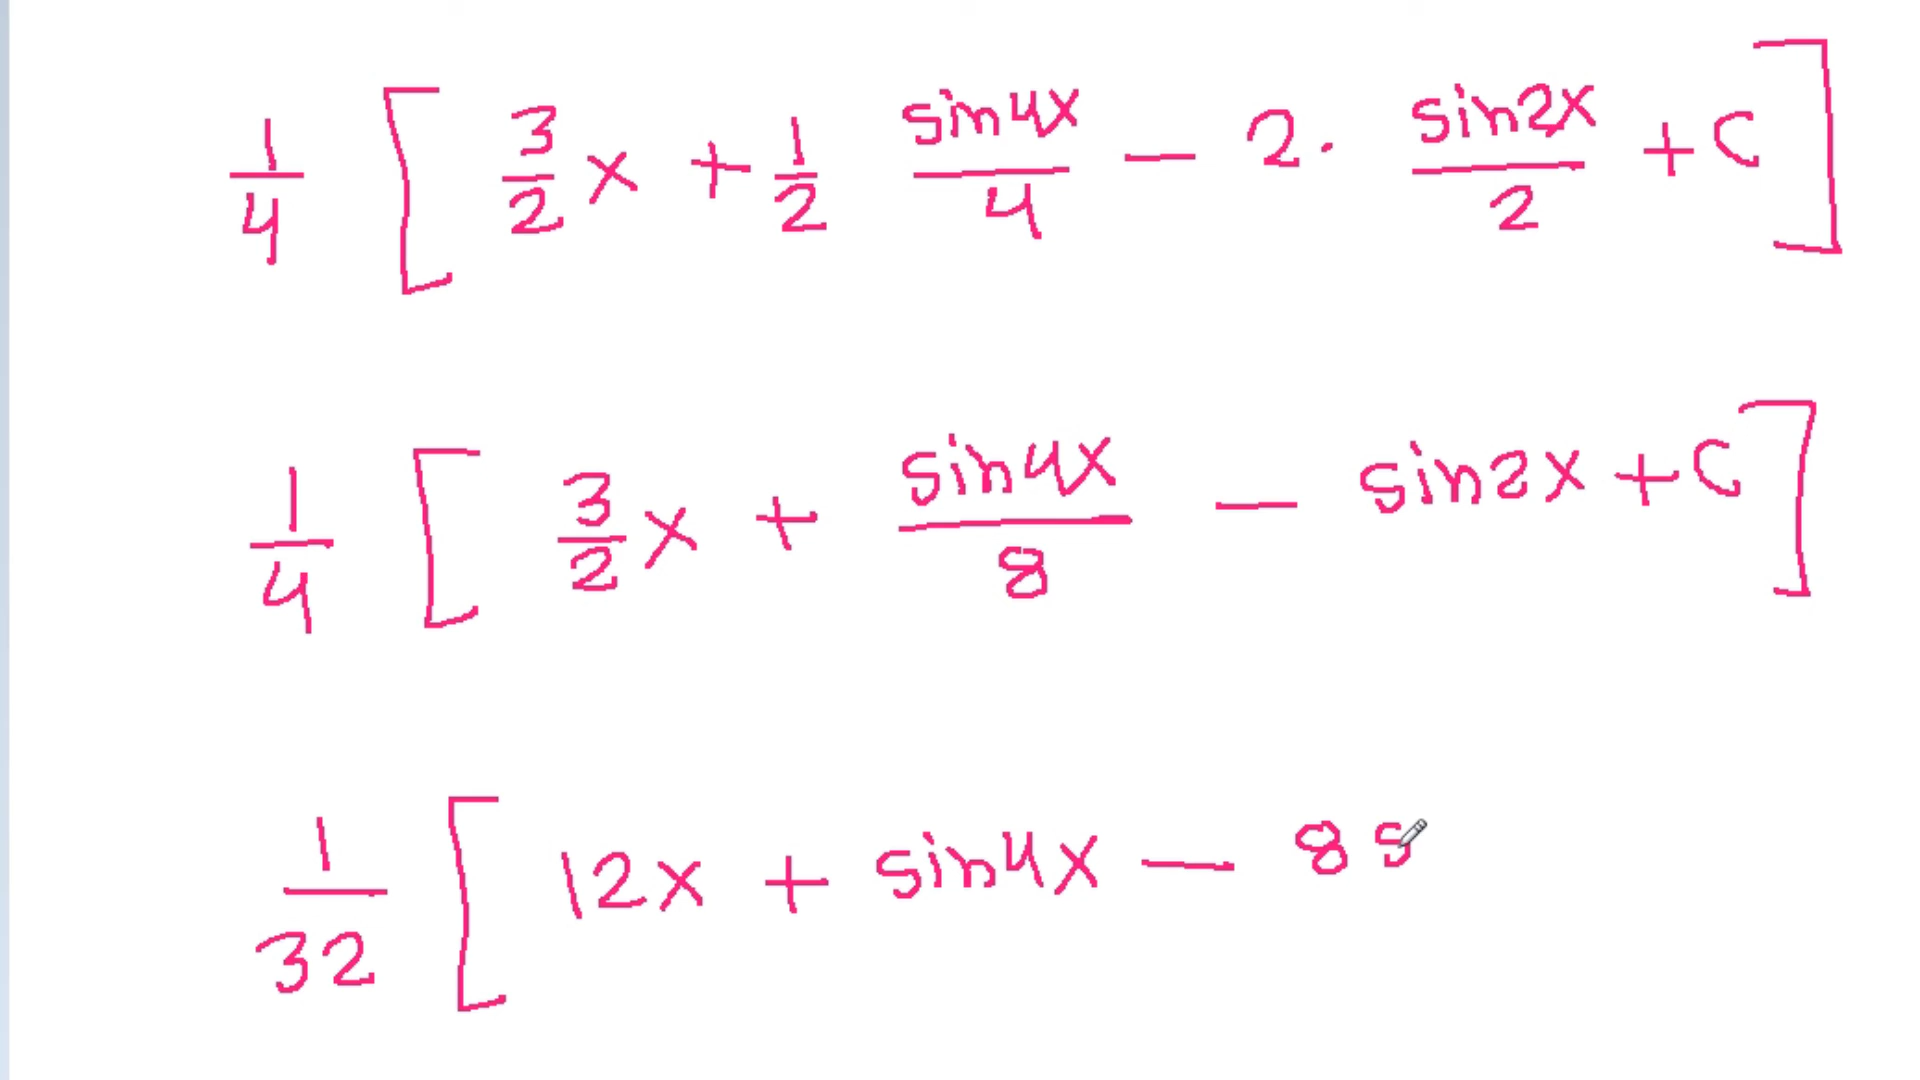 1/4 [ 3/2 x + 1/2 sin4x/4 - 2 · sin2x/2 + C ]
1/4 [ 3/2 x + sin4x/8 - sin2x + C ]
1/32 [ 12x + sin4x - 8 s